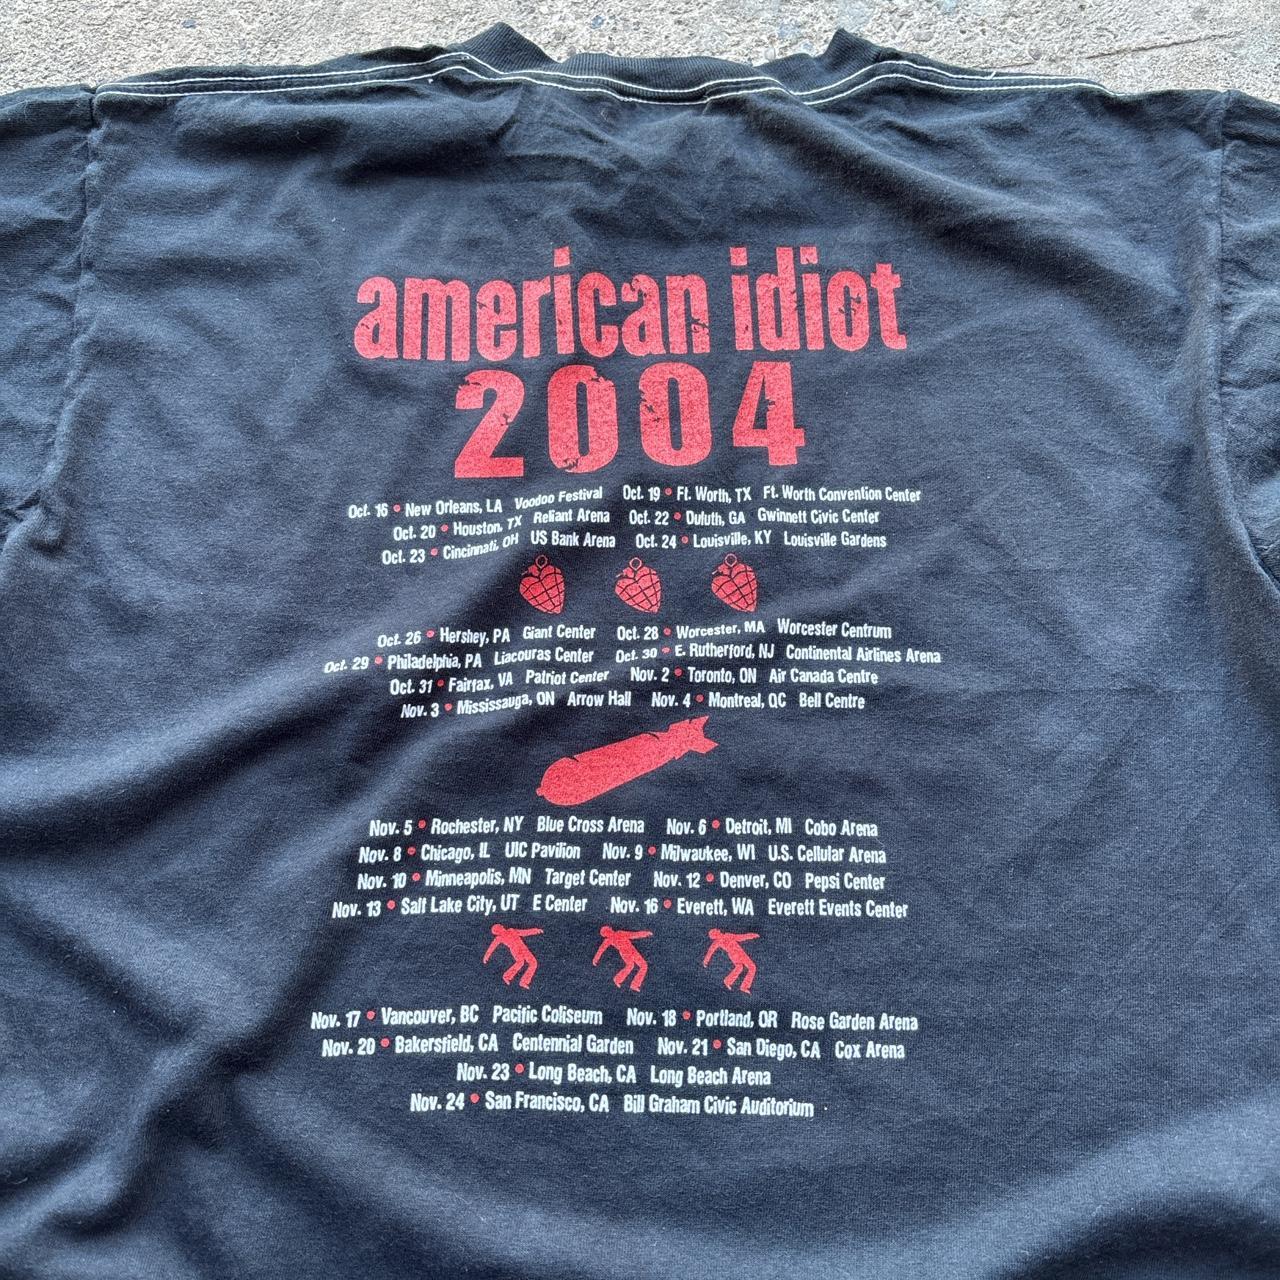 american idiot
2004
Oct. 16 • New Orleans, LA Voodoo Festival Oct. 19 • Ft. Worth, TX Ft. Worth Convention Center
Oct. 20 • Houston, TX Reliant Arena Oct. 22 • Duluth, GA Gwinnett Civic Center
Oct. 23 • Cincinnati, OH US Bank Arena Oct. 24 • Louisville, KY Louisville Gardens
Oct. 26 • Hershey, PA Giant Center Oct. 28 • Worcester, MA Worcester Centrum
Oct. 29 • Philadelphia, PA Liacouras Center Oct. 30 • E. Rutherford, NJ Continental Airlines Arena
Oct. 31 • Fairfax, VA Patriot Center Nov. 2 • Toronto, ON Air Canada Centre
Nov. 3 • Mississauga, ON Arrow Hall Nov. 4 • Montreal, QC Bell Centre
Nov. 5 • Rochester, NY Blue Cross Arena Nov. 6 • Detroit, MI Cobo Arena
Nov. 8 • Chicago, IL UIC Pavilion Nov. 9 • Milwaukee, WI U.S. Cellular Arena
Nov. 10 • Minneapolis, MN Target Center Nov. 12 • Denver, CO Pepsi Center
Nov. 13 • Salt Lake City, UT E Center Nov. 16 • Everett, WA Everett Events Center
Nov. 17 • Vancouver, BC Pacific Coliseum Nov. 18 • Portland, OR Rose Garden Arena
Nov. 20 • Bakersfield, CA Centennial Garden Nov. 21 • San Diego, CA Cox Arena
Nov. 23 • Long Beach, CA Long Beach Arena
Nov. 24 • San Francisco, CA Bill Graham Civic Auditorium